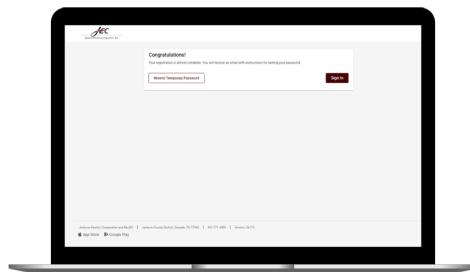 JEC
Congratulations!
Your registration is almost complete. You will receive an email with instructions for setting your password.
Resend Temporary Password
Sign In
App Store
Google Play